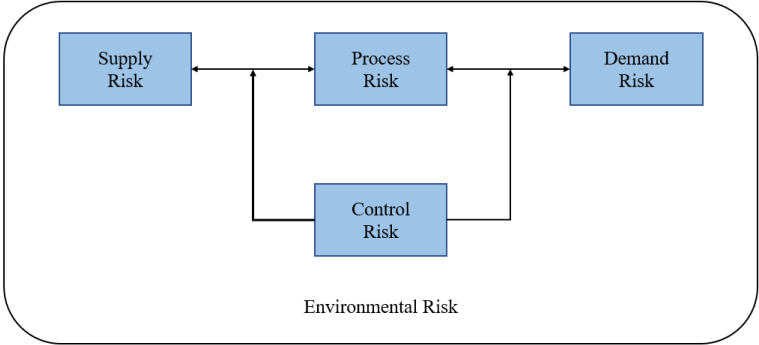 Supply
Risk
Process
Risk
Demand
Risk
Control
Risk
Environmental Risk